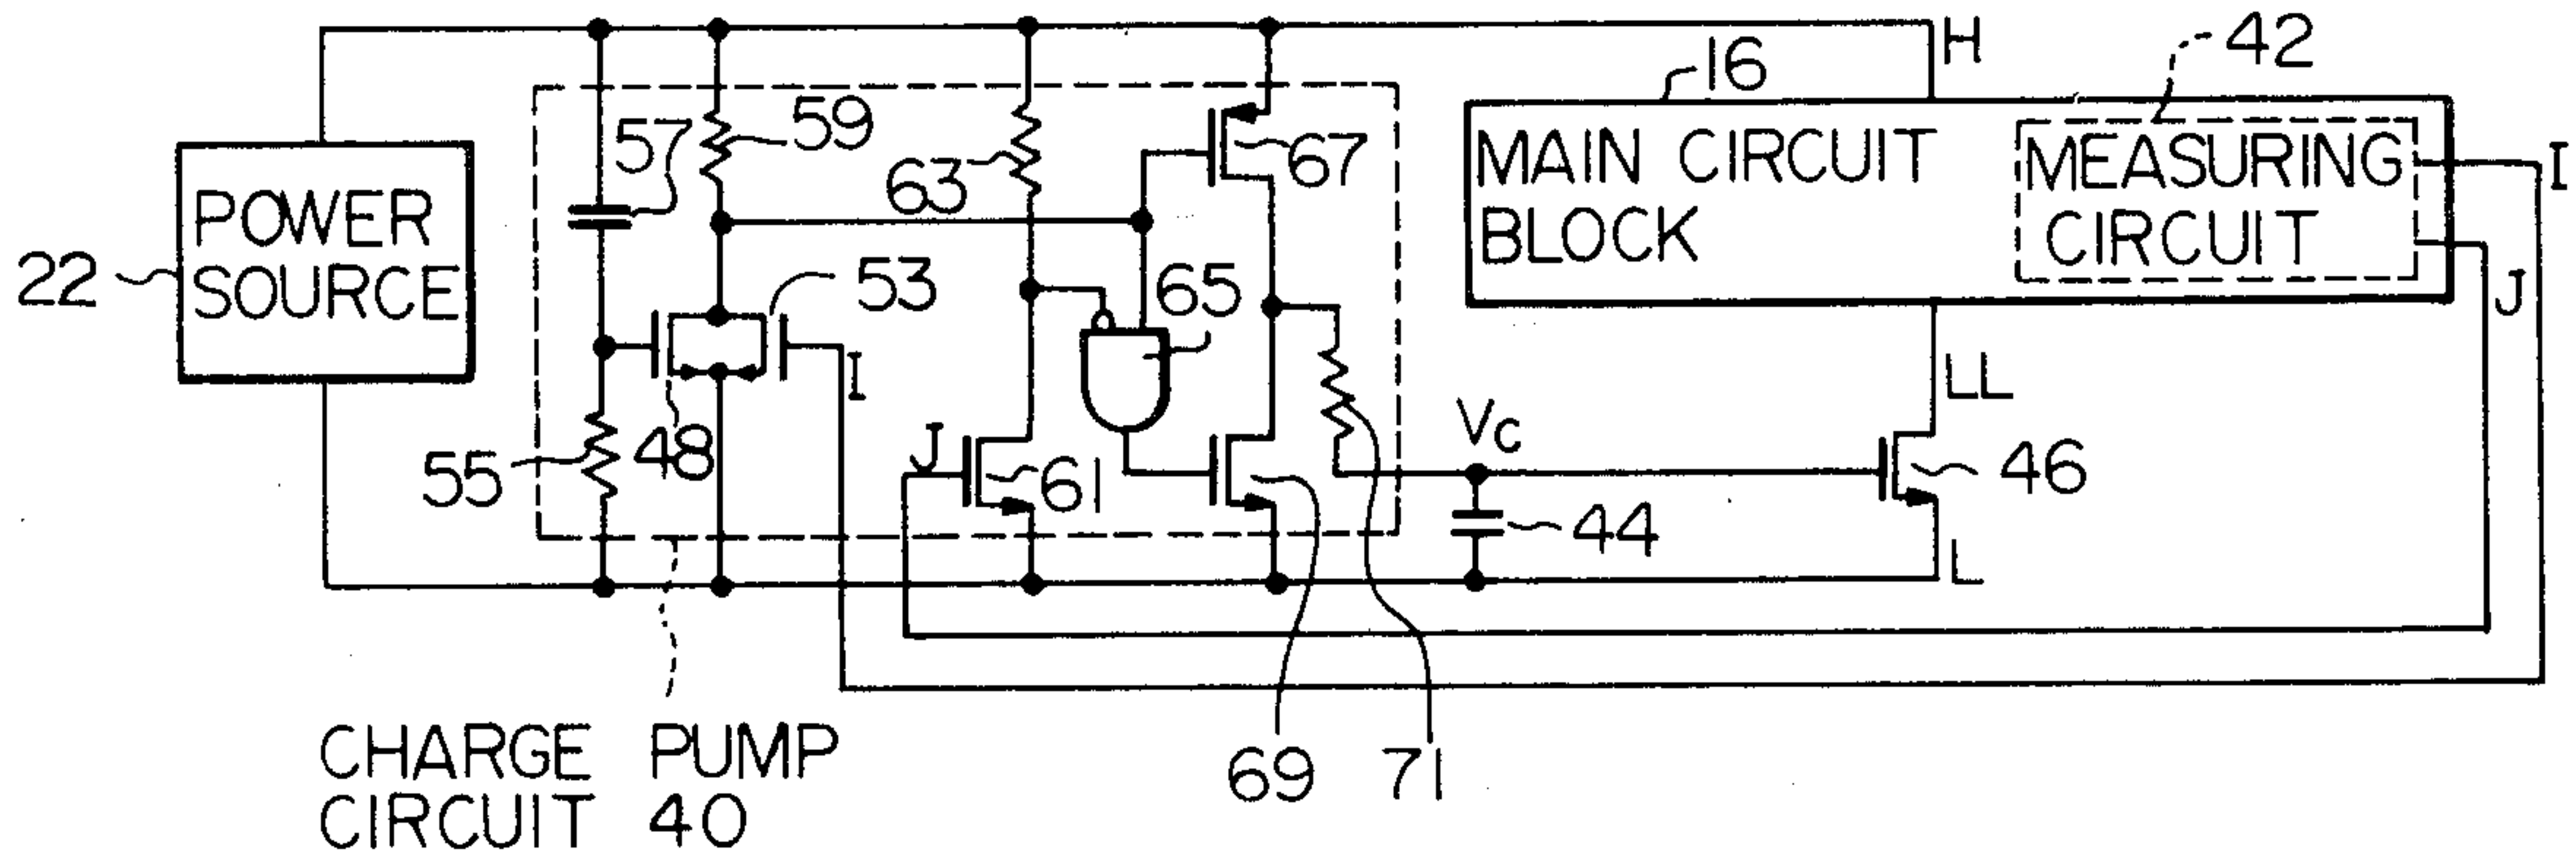 H
42
16
57
59
63
67
MAIN CIRCUIT
BLOCK
MEASURING
CIRCUIT
I
J
POWER
SOURCE
22
53
65
I
LL
48
55
J
61
Vc
46
44
L
69
71
CHARGE PUMP
CIRCUIT 40